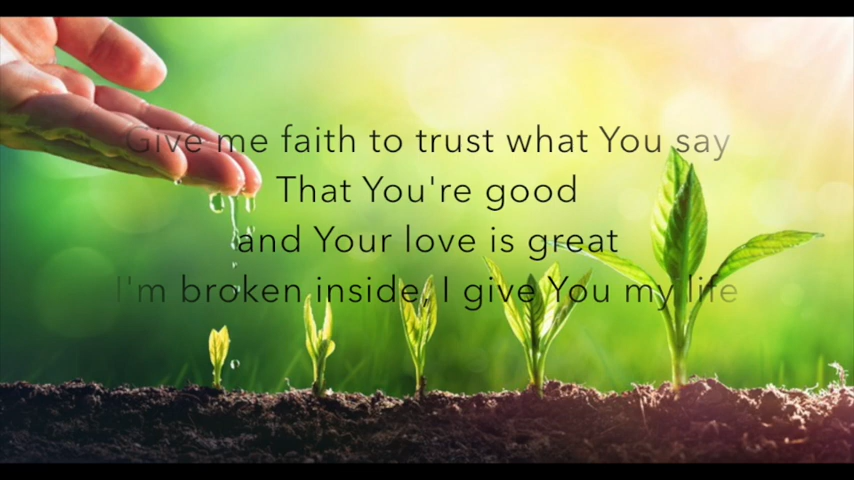 Give me faith to trust what You say
That You're good
and Your love is great
I'm broken inside, I give You my life